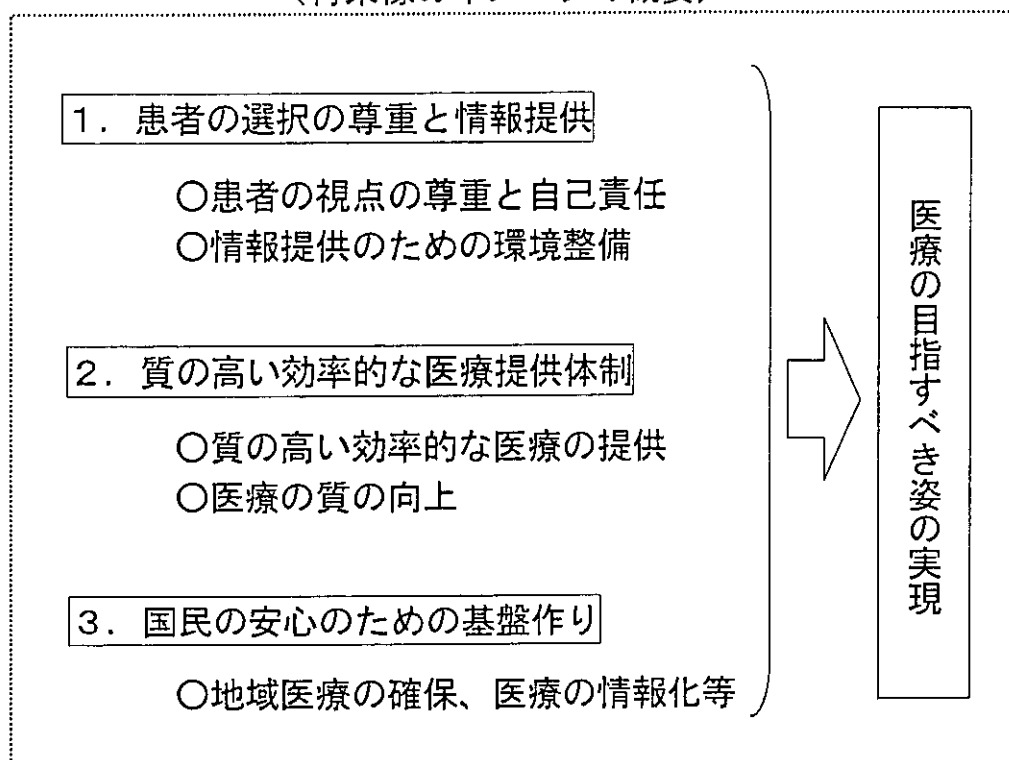 1．患者の選択の尊重と情報提供
○患者の視点の尊重と自己責任
○情報提供のための環境整備
2．質の高い効率的な医療提供体制
○質の高い効率的な医療の提供
○医療の質の向上
3．国民の安心のための基盤作り
○地域医療の確保、医療の情報化等
医療の目指すべき姿の実現